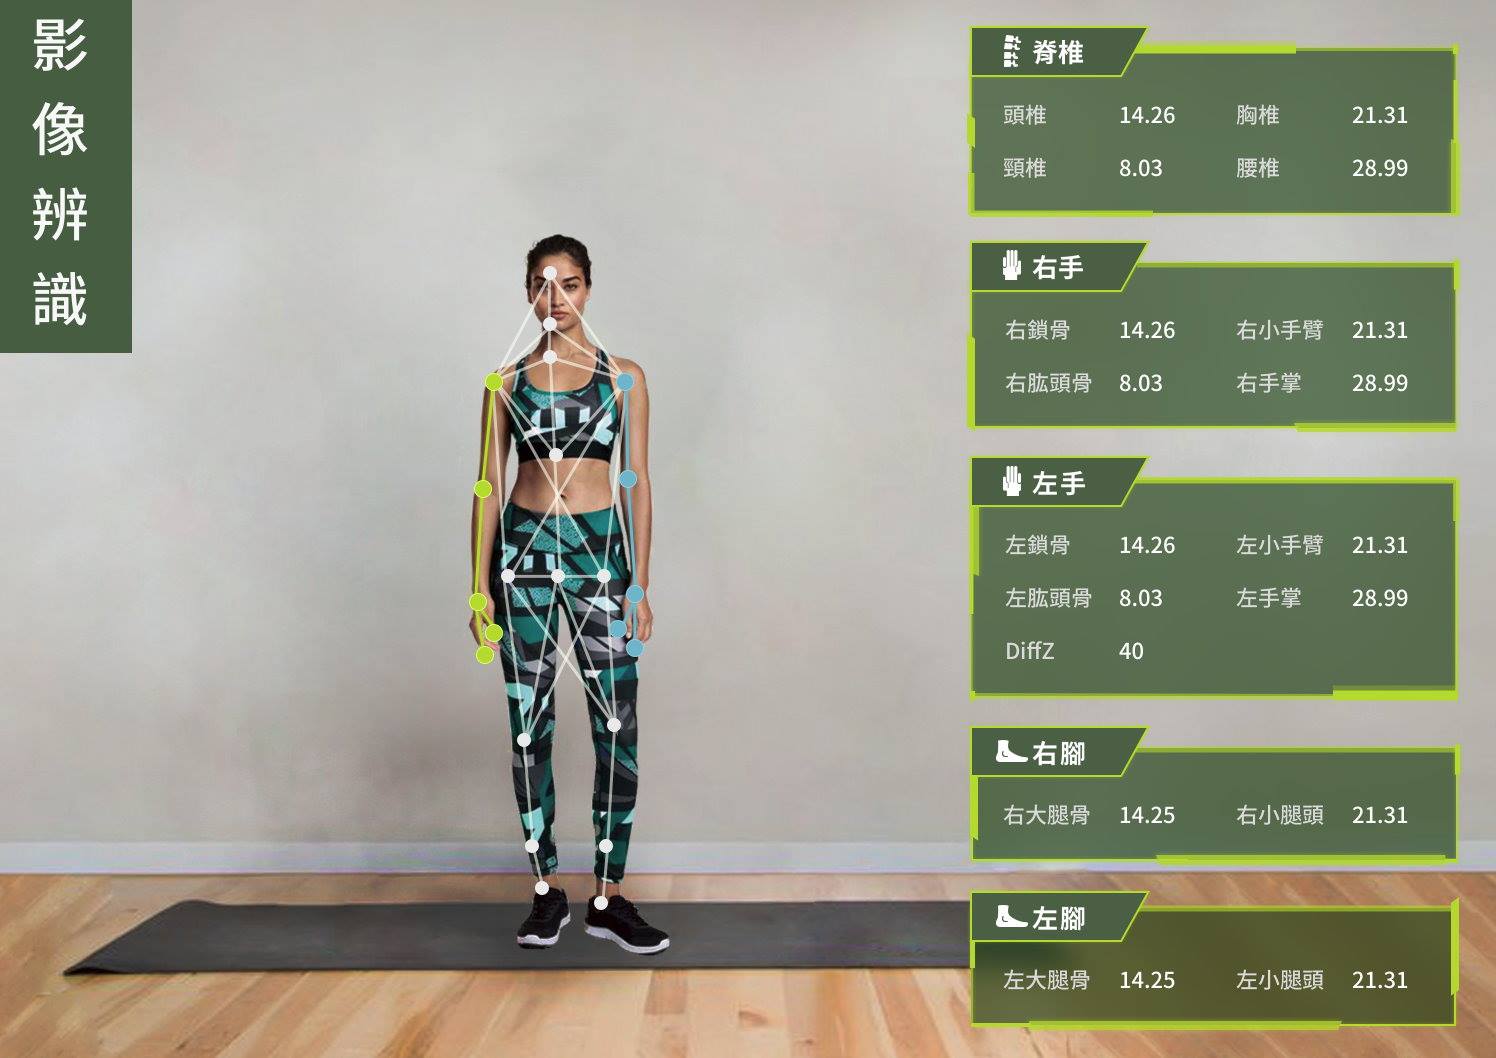 影像辨識
脊椎
頭椎 14.26 胸椎 21.31
頸椎 8.03 腰椎 28.99
右手
右鎖骨 14.26 右小手臂 21.31
右肱頭骨 8.03 右手掌 28.99
左手
左鎖骨 14.26 左小手臂 21.31
左肱頭骨 8.03 左手掌 28.99
DiffZ 40
右腳
右大腿骨 14.25 右小腿頭 21.31
左腳
左大腿骨 14.25 左小腿頭 21.31